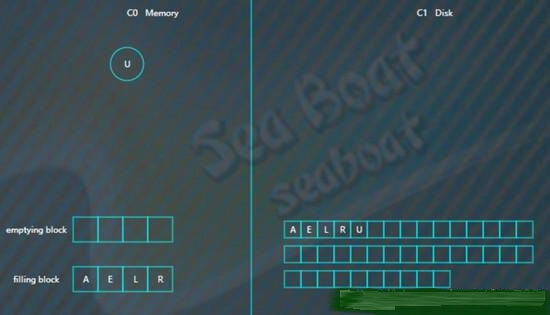 C0 Memory
C1 Disk
U
Sea Boat
seaboat
emptying block
A E L R U
filling block
A E L R